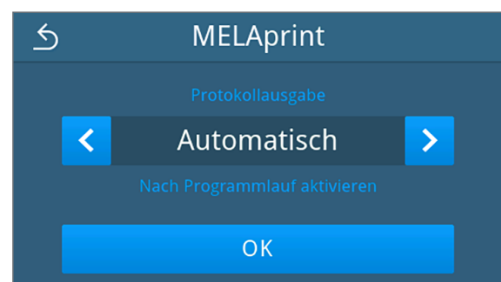 MELAprint
Protokollausgabe
Automatisch
Nach Programmlauf aktivieren
OK